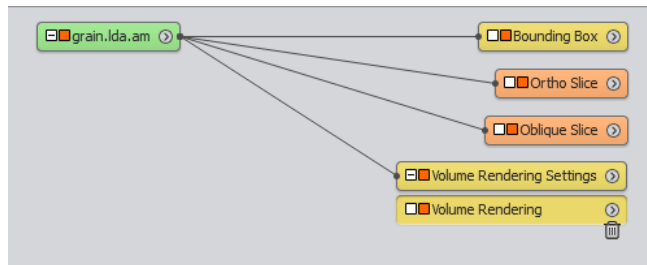 grain.lda.am
Bounding Box
Ortho Slice
Oblique Slice
Volume Rendering Settings
Volume Rendering